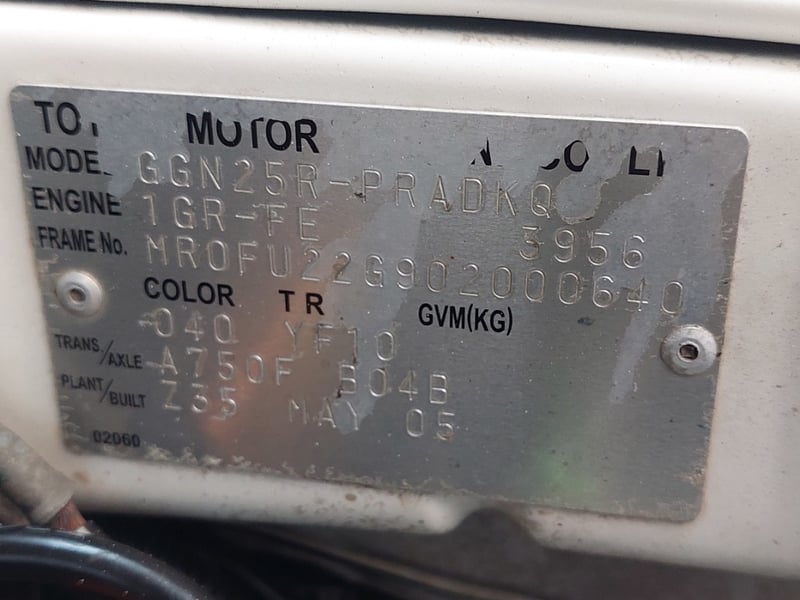 TOY MOTOR
MODEL GGN25R-PRADKQ
ENGINE 1GR-FE 3956
FRAME No. MR0FU22G902000640
COLOR TR GVM(KG)
040 YF10
TRANS./AXLE A750F B04B
PLANT/BUILT Z35 MAY 05
02060